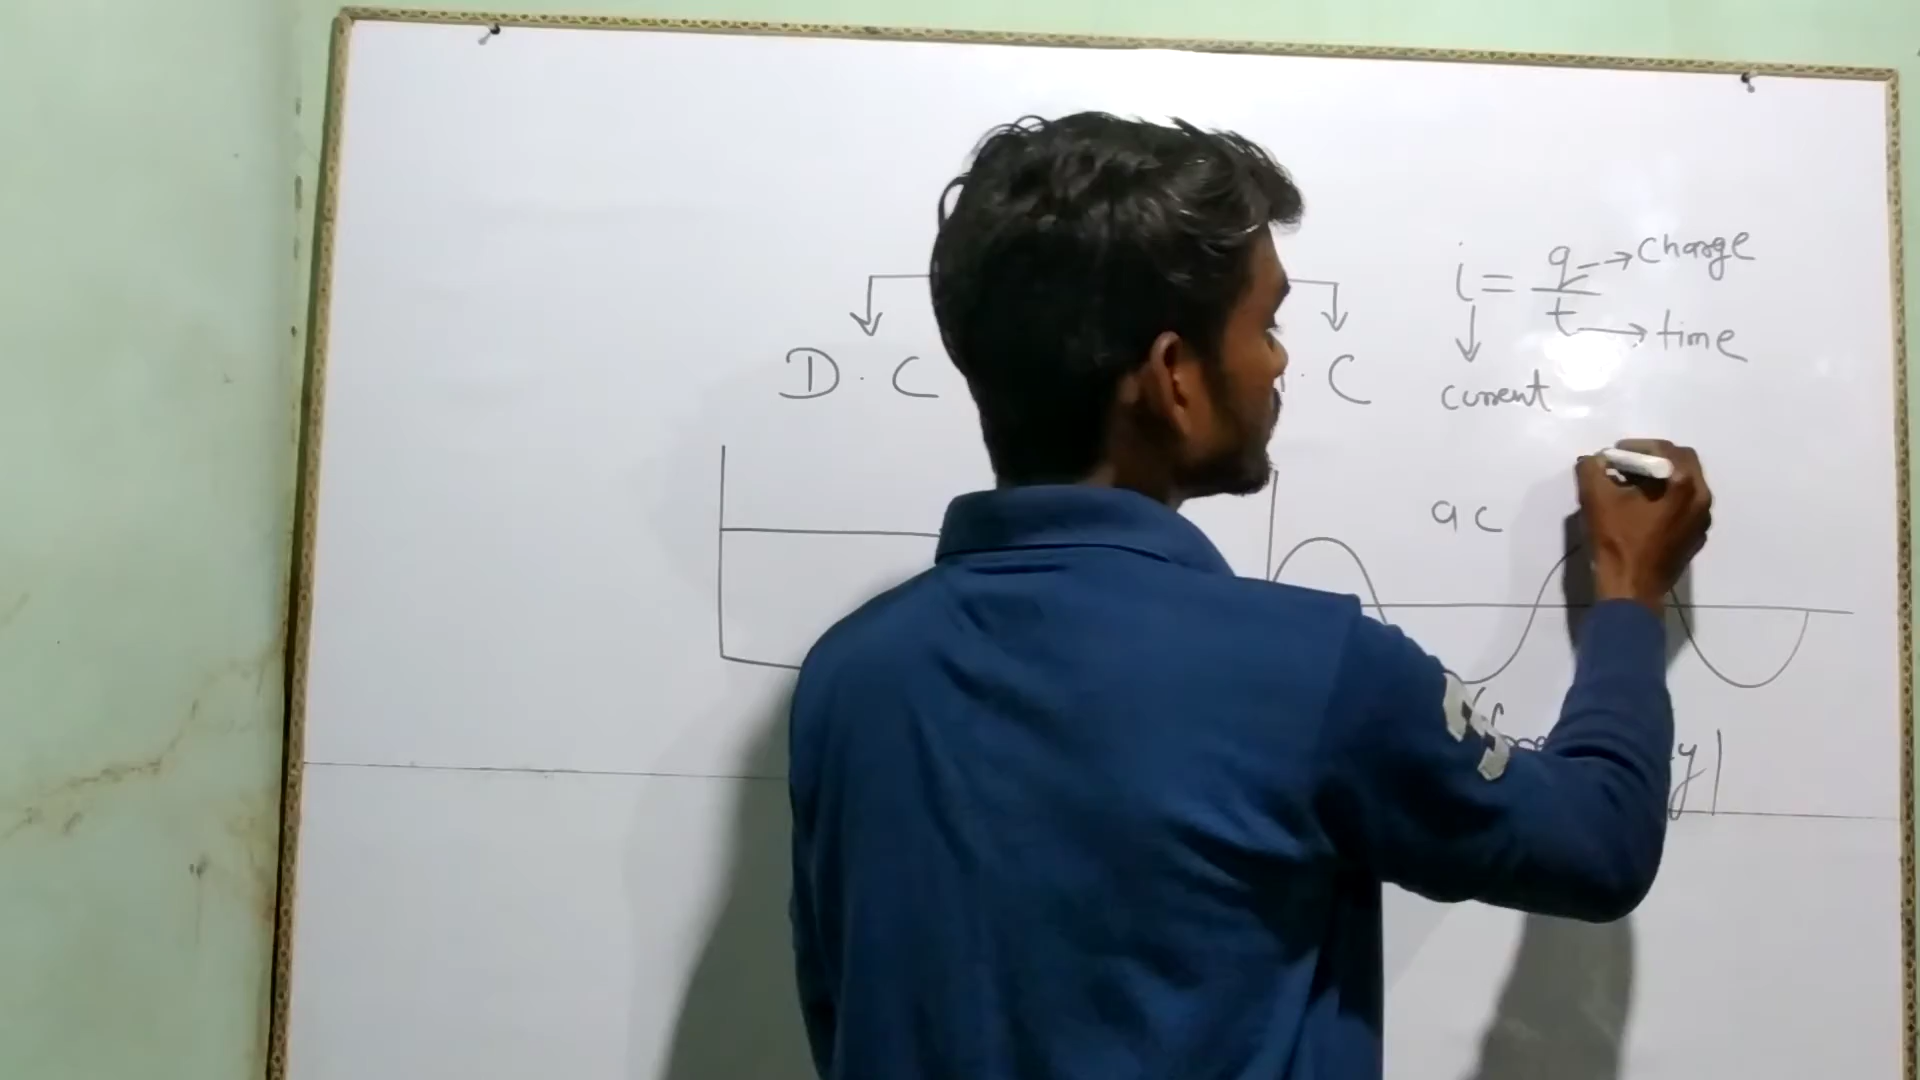 i = q/t → charge
→ time
current
D . C
. C
ac